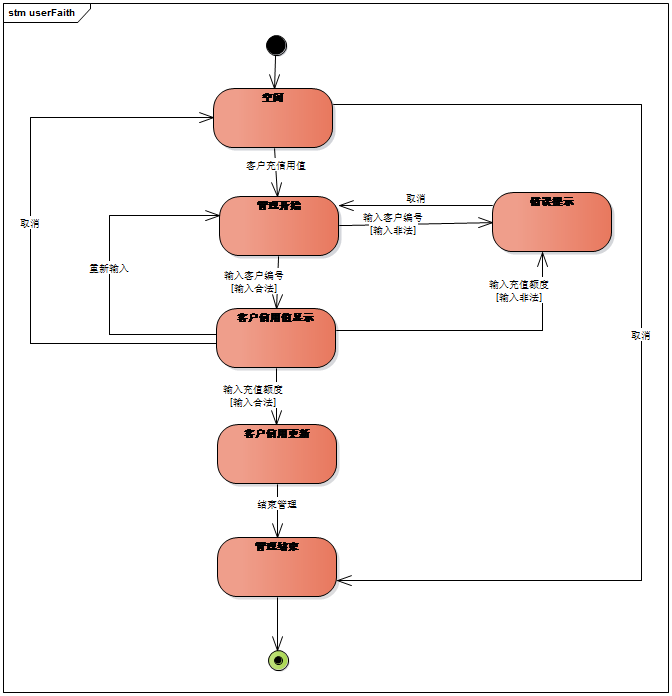 stm userFaith
空闲
客户充信用值
管理开始
取消
错误提示
取消
输入客户编号
[输入非法]
重新输入
输入客户编号
[输入合法]
输入充值额度
[输入非法]
客户信用值显示
取消
输入充值额度
[输入合法]
客户信用更新
结束管理
管理结束